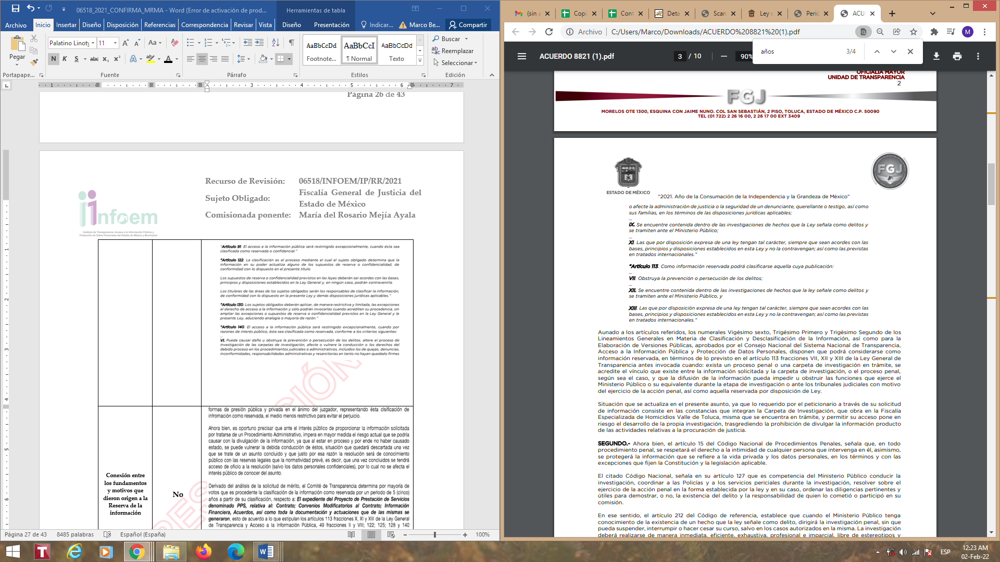 06518_2021_CONFIRMA_MRMA - Word (Error de activación de prod...
Herramientas de tabla
Archivo Inicio Insertar Diseño Disposición Referencias Correspondencia Revisar Vista Diseño Presentación Indicar... Marco Be... Compartir
Pegar
Palatino Linoty 11
N K S abc x₂ x²
AaBbCcDd AaBbCcI AaBbCcDd
Footnote... ¶ Normal Texto
Buscar
Reemplazar
Seleccionar
Portapape... Fuente Párrafo Estilos Edición
Página 26 de 43
Infoem
Instituto de Transparencia, Acceso a la Información Pública y
Protección de Datos Personales del Estado de México y Municipios
Recurso de Revisión: 06518/INFOEM/IP/RR/2021
Sujeto Obligado: Fiscalía General de Justicia del
Estado de México
Comisionada ponente: María del Rosario Mejía Ayala
"Artículo 91. El acceso a la información pública será restringido excepcionalmente, cuando ésta sea
clasificada como reservada o confidencial."
"Artículo 122. La clasificación es el proceso mediante el cual el sujeto obligado determina que la
información en su poder actualiza alguno de los supuestos de reserva o confidencialidad, de
conformidad con lo dispuesto en el presente título.
Los supuestos de reserva o confidencialidad previstos en las leyes deberán ser acordes con las bases,
principios y disposiciones establecidos en la Ley General y, en ningún caso, podrán contravenirla.
Los titulares de las áreas de los sujetos obligados serán los responsables de clasificar la información,
de conformidad con lo dispuesto en la presente Ley y demás disposiciones jurídicas aplicables."
"Artículo 130. Los sujetos obligados deberán aplicar, de manera restrictiva y limitada, las excepciones
al derecho de acceso a la información pública y sólo podrán invocarlas cuando acrediten su procedencia, sin
ampliar las excepciones o supuestos de reserva o confidencialidad previstos en la Ley General y la
presente Ley, aduciendo analogía o mayoría de razón."
"Artículo 140. El acceso a la información pública será restringido excepcionalmente, cuando por
razones de interés público, ésta sea clasificada como reservada, conforme a los criterios siguientes:
...
VI. Pueda causar daño u obstruya la prevención o persecución de los delitos, altere el proceso de
investigación de las carpetas de investigación, afecte o vulnere la conducción o los derechos del
debido proceso en los procedimientos judiciales o administrativos, incluidos los de quejas, denuncias,
inconformidades, responsabilidades administrativas y resarcitorias en tanto no hayan quedado firmes
Conexión entre
los fundamentos
y motivos que
dieron origen a la
Reserva de la
información
No
formas de presión pública y privada en el ánimo del juzgador, representando ésta clsificación de
infromación como reservada, el medio menos restrictivo para evitar el perjuicio.
Ahora bien, es oportuno precisar que ante el interés público de proporcionar la información solicitada
por tratarse de un Procedimiento Administrativo, impera en mayor medida el riesgo actual que se podría
causar con la divulgación de la información, ya que al estar en proceso y por ende no haber causado
estado, se puede vulnerar la debida conducción de éstos, situación que quedará descartada una vez
que se trate de un asunto concluido y que justo por esa razón la resolución será de conocimiento
público con las reservas legales que la normatividad prevé, es decir, que una vez concluidos se tendrá
acceso de oficio a la resolución (salvo los datos personales confidenciales), por lo cual no se afecta el
interés público de conocer del asunto.
Derivado del análisis de la solicitud de mérito, el Comité de Transparencia determina por mayoría de
votos que es procedente la clasificación de la información como reservada por un periodo de 5 (cinco)
años a partir de su clasificación, respecto a: El expediente del Proyecto de Prestación de Servicios
denominado PPS, relativa al: Contrato; Convenios Modificatorios al Contrato; Información
Financiera, Acuerdos, así como toda la documentación y actuaciones que de las mismas se
generaron, esto de acuerdo a lo que estipulan los artículos 113 fracciones X, XI y XIII de la Ley General
de Transparencia y Acceso a la Información Pública, 49 fracciones II y VIII; 122; 125; 128 y 140
Página 27 de 43 8485 palabras Español (España) 100%
(sin a Copi Cont Deta Scan Ley d Perió ACU
Archivo C:/Users/Marco/Downloads/ACUERDO%208821%20(1).pdf
años 3/4
ACUERDO 8821 (1).pdf 3 / 10 90%
OFICIALÍA MAYOR
UNIDAD DE TRANSPARENCIA
2
FGJ
MORELOS OTE 1300, ESQUINA CON JAIME NUNO. COL SAN SEBASTIÁN, 2 PISO, TOLUCA, ESTADO DE MÉXICO C.P. 50090
TEL (01 722) 2 26 16 00, 2 26 17 00 EXT 3409
ESTADO DE MÉXICO
FGJ
"2021. Año de la Consumación de la Independencia y la Grandeza de México"
o afecte la administración de justicia o la seguridad de un denunciante, querellante o testigo, así como
sus familias, en los términos de las disposiciones jurídicas aplicables;
...
IX. Se encuentre contenida dentro de las investigaciones de hechos que la Ley señala como delitos y
se tramiten ante el Ministerio Público;
...
XI. Las que por disposición expresa de una ley tengan tal carácter, siempre que sean acordes con las
bases, principios y disposiciones establecidos en esta Ley y no la contravengan; así como las previstas
en tratados internacionales."
"Artículo 113. Como información reservada podrá clasificarse aquella cuya publicación:
...
VII. Obstruya la prevención o persecución de los delitos;
...
XII. Se encuentre contenida dentro de las investigaciones de hechos que la ley señale como delitos y
se tramiten ante el Ministerio Público, y
XIII. Las que por disposición expresa de una ley tengan tal carácter, siempre que sean acordes con las
bases, principios y disposiciones establecidos en esta Ley y no la contravengan; así como las previstas
en tratados internacionales."
Aunado a los artículos referidos, los numerales Vigésimo sexto, Trigésimo Primero y Trigésimo Segundo de los
Lineamientos Generales en Materia de Clasificación y Desclasificación de la Información, así como para la
Elaboración de Versiones Públicas, aprobados por el Consejo Nacional del Sistema Nacional de Transparencia,
Acceso a la Información Pública y Protección de Datos Personales, disponen que podrá considerarse como
información reservada, en términos de lo previsto en el artículo 113 fracciones VII, XII y XIII de la Ley General de
Transparencia antes invocada cuando: exista un proceso penal o una carpeta de investigación en trámite, se
acredite el vínculo que existe entre la información solicitada y la carpeta de investigación, o el proceso penal,
según sea el caso, y que la difusión de la información pueda impedir u obstruir las funciones que ejerce el
Ministerio Público o su equivalente durante la etapa de investigación o ante los tribunales judiciales con motivo
del ejercicio de la acción penal, así como aquella reservada por disposición de Ley.
Situación que se actualiza en el presente asunto, ya que lo requerido por el peticionario a través de su solicitud
de información consiste en las constancias que integran la Carpeta de Investigación, que obra en la Fiscalía
Especializada de Homicidios Valle de Toluca, misma que se encuentra en trámite, y permitir su acceso pone en
riesgo el desarrollo de la propia investigación, trasgrediendo la prohibición de divulgar la información producto
de las actividades relativas a la procuración de justicia.
SEGUNDO.- Ahora bien, el artículo 15 del Código Nacional de Procedimientos Penales, señala que, en todo
procedimiento penal, se respetará el derecho a la intimidad de cualquier persona que intervenga en él, asimismo,
se protegerá la información que se refiere a la vida privada y los datos personales, en los términos y con las
excepciones que fijen la Constitución y la legislación aplicable.
El citado Código Nacional, señala en su artículo 127 que es competencia del Ministerio Público conducir la
investigación, coordinar a las Policías y a los servicios periciales durante la investigación, resolver sobre el
ejercicio de la acción penal en la forma establecida por la ley y en su caso, ordenar las diligencias pertinentes y
útiles para demostrar, o no, la existencia del delito y la responsabilidad de quien lo cometió o participó en su
comisión.
En ese sentido, el artículo 212 del Código de referencia, establece que cuando el Ministerio Público tenga
conocimiento de la existencia de un hecho que la ley señale como delito, dirigirá la investigación penal, sin que
pueda suspender, interrumpir o hacer cesar su curso, salvo en los casos autorizados en la misma. La investigación
deberá realizarse de manera inmediata, eficiente, exhaustiva, profesional e imparcial, libre de estereotipos y
ESP
12:23 AM
02-Feb-22